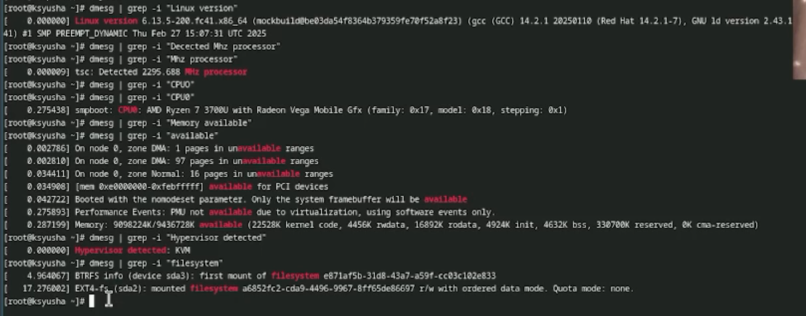 [root@ksyusha ~]# dmesg | grep -i "Linux version"
[    0.000000] Linux version 6.13.5-200.fc41.x86_64 (mockbuild@be03da54f8364b379359fe70f52a8f23) (gcc (GCC) 14.2.1 20250110 (Red Hat 14.2.1-7), GNU ld version 2.43.1
41) #1 SMP PREEMPT_DYNAMIC Thu Feb 27 15:07:31 UTC 2025
[root@ksyusha ~]# dmesg | grep -i "Decected Mhz processor"
[root@ksyusha ~]# dmesg | grep -i "Mhz processor"
[    0.000009] tsc: Detected 2295.688 MHz processor
[root@ksyusha ~]# dmesg | grep -i "CPUO"
[root@ksyusha ~]# dmesg | grep -i "CPU0"
[    0.275438] smpboot: CPU0: AMD Ryzen 7 3700U with Radeon Vega Mobile Gfx (family: 0x17, model: 0x18, stepping: 0x1)
[root@ksyusha ~]# dmesg | grep -i "Memory available"
[root@ksyusha ~]# dmesg | grep -i "available"
[    0.002786] On node 0, zone DMA: 1 pages in unavailable ranges
[    0.002810] On node 0, zone DMA: 97 pages in unavailable ranges
[    0.034411] On node 0, zone Normal: 16 pages in unavailable ranges
[    0.034908] [mem 0xe0000000-0xfebfffff] available for PCI devices
[    0.042722] Booted with the nomodeset parameter. Only the system framebuffer will be available
[    0.275893] Performance Events: PMU not available due to virtualization, using software events only.
[    0.287199] Memory: 9098224K/9436728K available (22528K kernel code, 4456K rwdata, 16892K rodata, 4924K init, 4632K bss, 330700K reserved, 0K cma-reserved)
[root@ksyusha ~]# dmesg | grep -i "Hypervisor detected"
[    0.000000] Hypervisor detected: KVM
[root@ksyusha ~]# dmesg | grep -i "filesystem"
[    4.964067] BTRFS info (device sda3): first mount of filesystem e871af5b-31d8-43a7-a59f-cc03c102e833
[   17.276002] EXT4-fs (sda2): mounted filesystem a6852fc2-cda9-4496-9967-8ff65de86697 r/w with ordered data mode. Quota mode: none.
[root@ksyusha ~]#